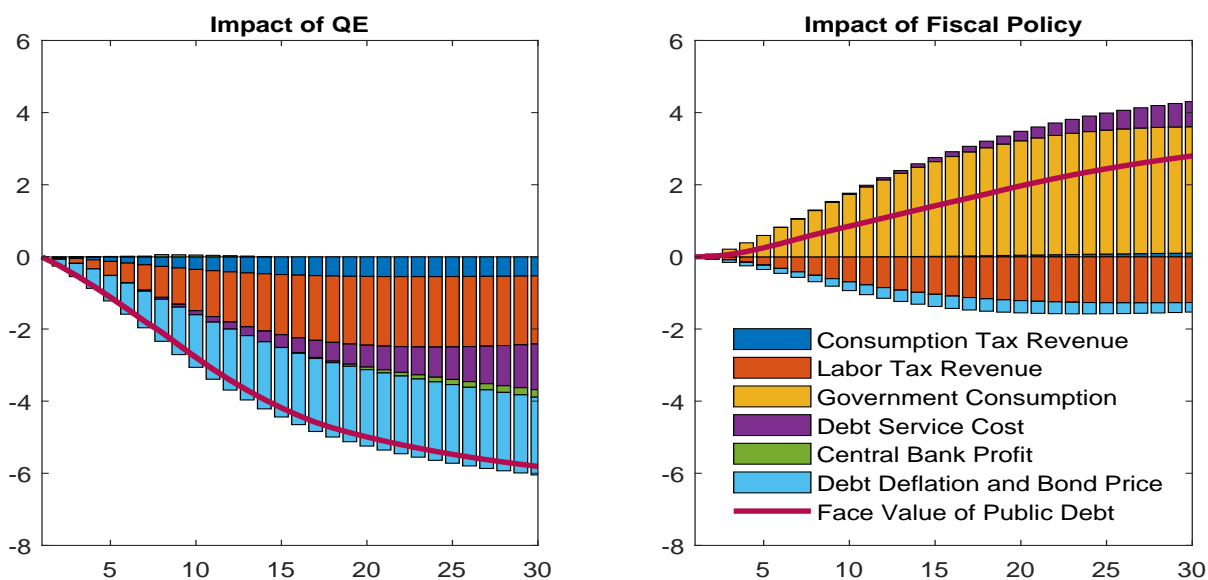 Impact of QE
6
4
2
0
-2
-4
-6
-8
5 10 15 20 25 30
Impact of Fiscal Policy
6
4
2
0
-2
-4
-6
-8
5 10 15 20 25 30
Consumption Tax Revenue
Labor Tax Revenue
Government Consumption
Debt Service Cost
Central Bank Profit
Debt Deflation and Bond Price
Face Value of Public Debt